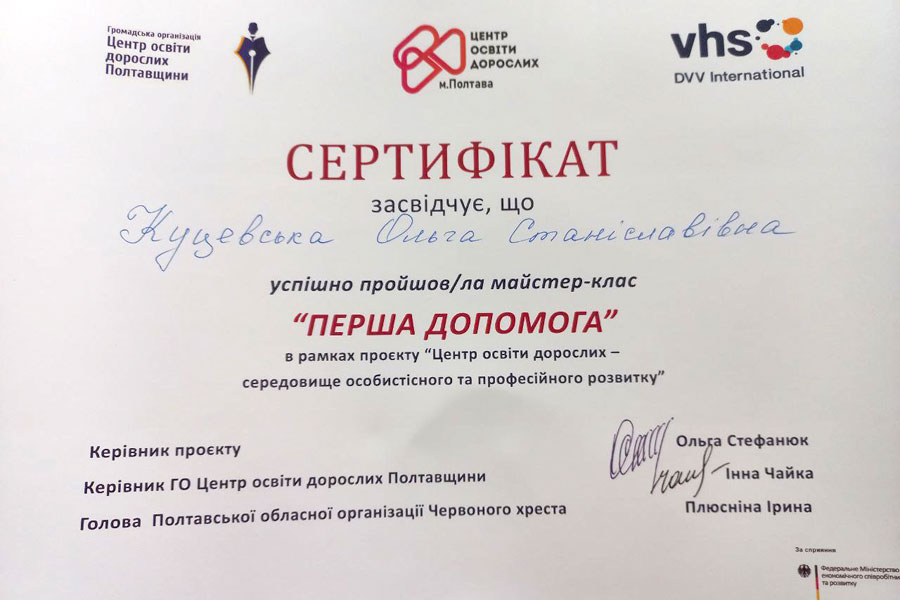 Громадська організація
Центр освіти
дорослих
Полтавщини
ЦЕНТР
ОСВІТИ
ДОРОСЛИХ
м.Полтава
vhs
DVV International
СЕРТИФІКАТ
засвідчує, що
Куцевська Ольга Станіславівна
успішно пройшов/ла майстер-клас
“ПЕРША ДОПОМОГА”
в рамках проєкту “Центр освіти дорослих –
середовище особистісного та професійного розвитку”
Керівник проєкту Ольга Стефанюк
Керівник ГО Центр освіти дорослих Полтавщини Інна Чайка
Голова Полтавської обласної організації Червоного хреста Плюсніна Ірина
За сприяння
Федеральне Міністерство
економічного співробітни
та розвитку